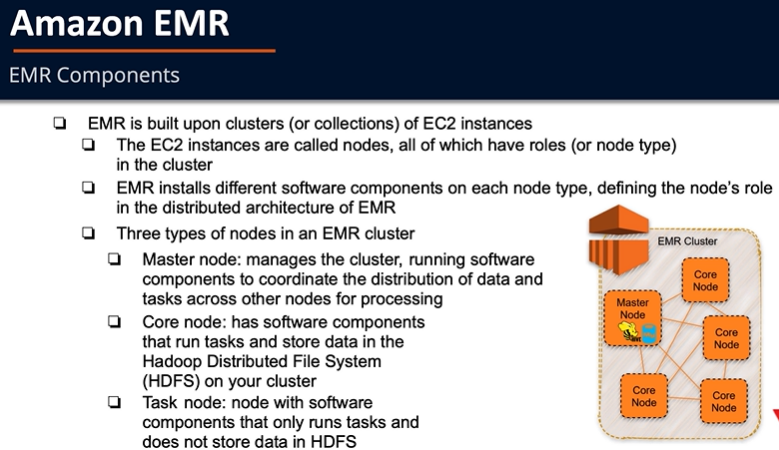 Amazon EMR
EMR Components
EMR is built upon clusters (or collections) of EC2 instances
The EC2 instances are called nodes, all of which have roles (or node type)
in the cluster
EMR installs different software components on each node type, defining the node's role
in the distributed architecture of EMR
Three types of nodes in an EMR cluster
Master node: manages the cluster, running software
components to coordinate the distribution of data and
tasks across other nodes for processing
Core node: has software components
that run tasks and store data in the
Hadoop Distributed File System
(HDFS) on your cluster
Task node: node with software
components that only runs tasks and
does not store data in HDFS
EMR Cluster
Core
Node
Master
Node
Core
Node
Core
Node
Core
Node